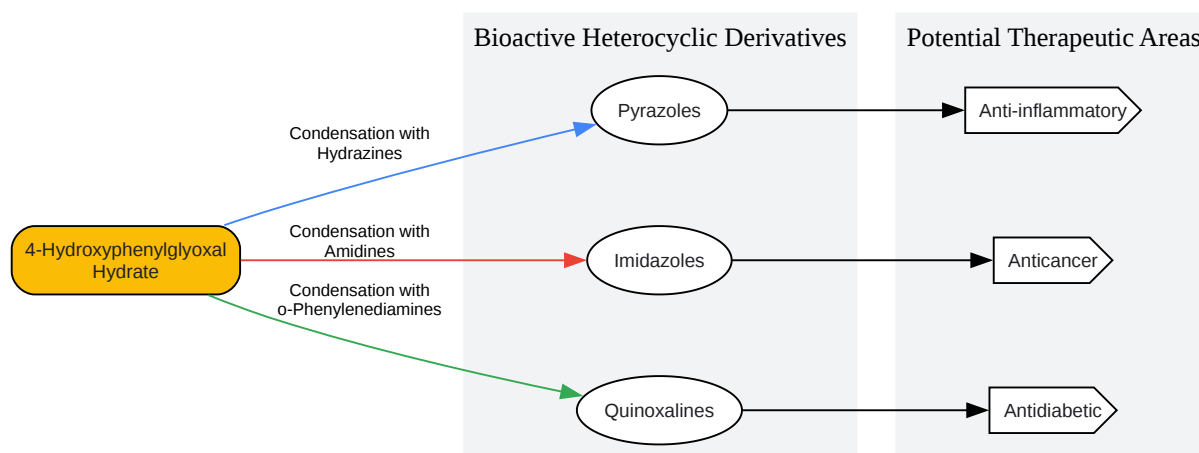 Bioactive Heterocyclic Derivatives
Potential Therapeutic Areas
Condensation with
Hydrazines
Pyrazoles
Anti-inflammatory
4-Hydroxyphenylglyoxal
Hydrate
Condensation with
Amidines
Imidazoles
Anticancer
Condensation with
o-Phenylenediamines
Quinoxalines
Antidiabetic